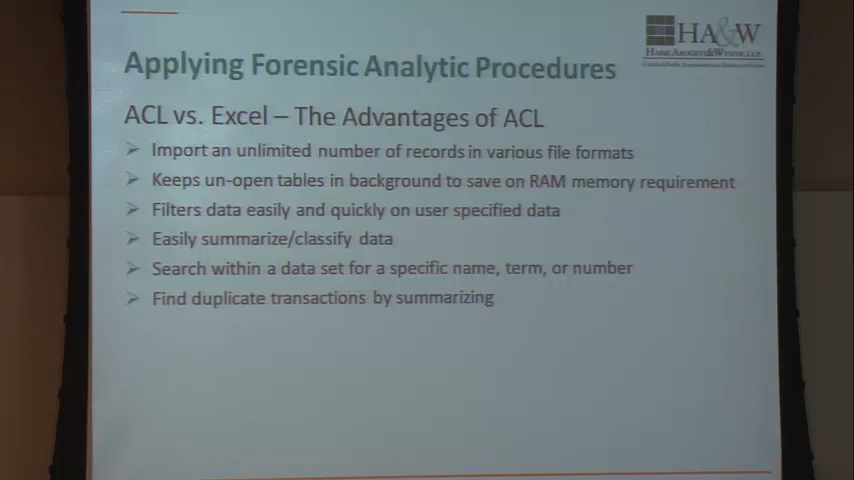 HA&W
Applying Forensic Analytic Procedures
ACL vs. Excel – The Advantages of ACL
Import an unlimited number of records in various file formats
Keeps un-open tables in background to save on RAM memory requirement
Filters data easily and quickly on user specified data
Easily summarize/classify data
Search within a data set for a specific name, term, or number
Find duplicate transactions by summarizing